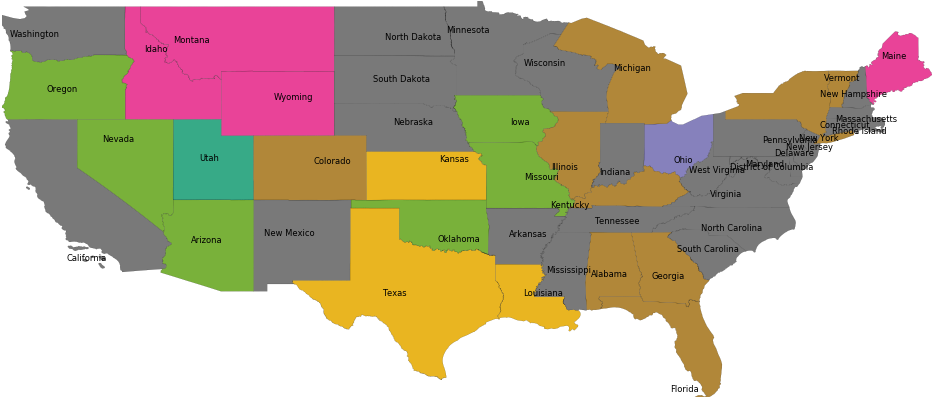 Washington
Idaho
Montana
North Dakota
Minnesota
Wisconsin
Michigan
Maine
Vermont
New Hampshire
Oregon
Wyoming
South Dakota
Nebraska
Iowa
Massachusetts
Connecticut
Rhode Island
Nevada
Utah
Colorado
Kansas
Missouri
Illinois
Indiana
Ohio
Pennsylvania
New York
New Jersey
Delaware
Maryland
District of Columbia
West Virginia
Virginia
Kentucky
California
Arizona
New Mexico
Oklahoma
Arkansas
Tennessee
North Carolina
South Carolina
Texas
Louisiana
Mississippi
Alabama
Georgia
Florida